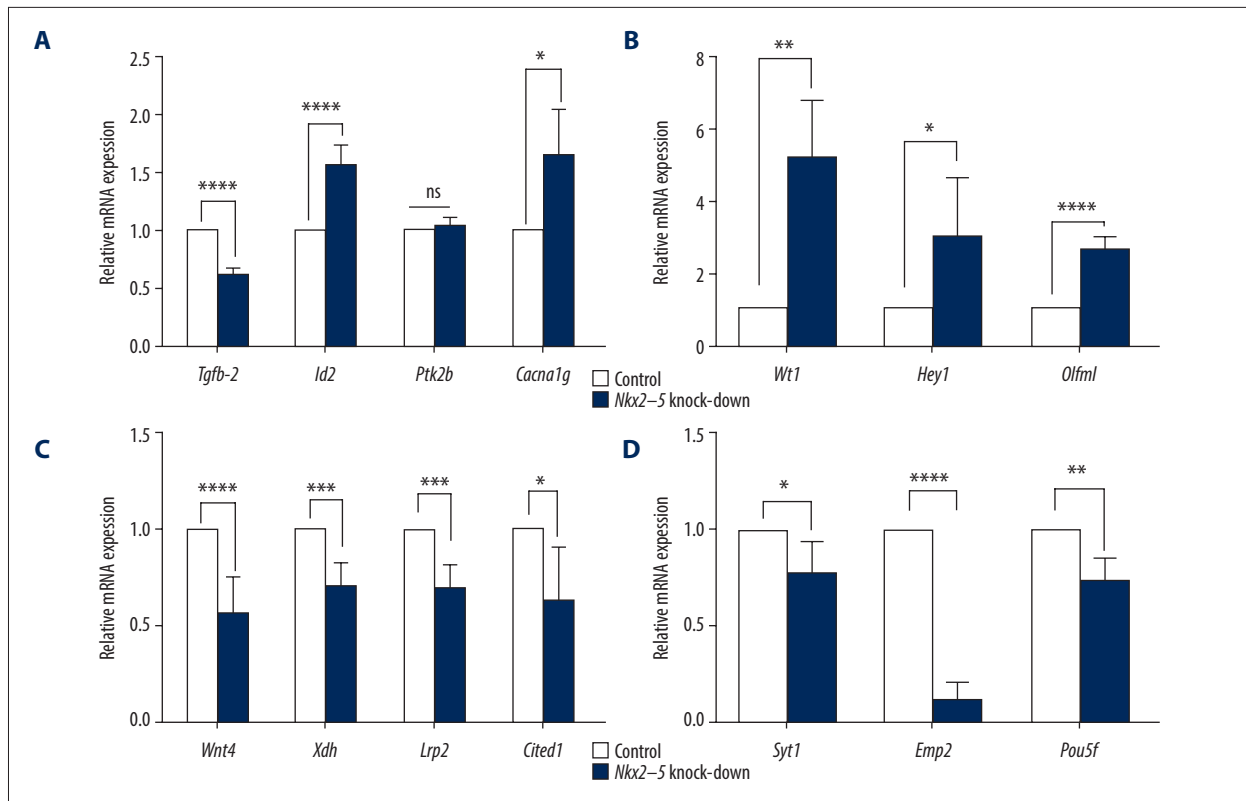 A
Relative mRNA expession
2.5
2.0
1.5
1.0
0.5
0.0
****
****
ns
*
Tgfb-2 Id2 Ptk2b Cacna1g
B
Relative mRNA expession
8
6
4
2
0
**
*
****
Wt1 Hey1 Olfml
Control
Nkx2–5 knock-down
C
Relative mRNA expession
1.5
1.0
0.5
0.0
****
***
***
*
Wnt4 Xdh Lrp2 Cited1
D
Relative mRNA expession
1.5
1.0
0.5
0.0
*
****
**
Syt1 Emp2 Pou5f
Control
Nkx2–5 knock-down